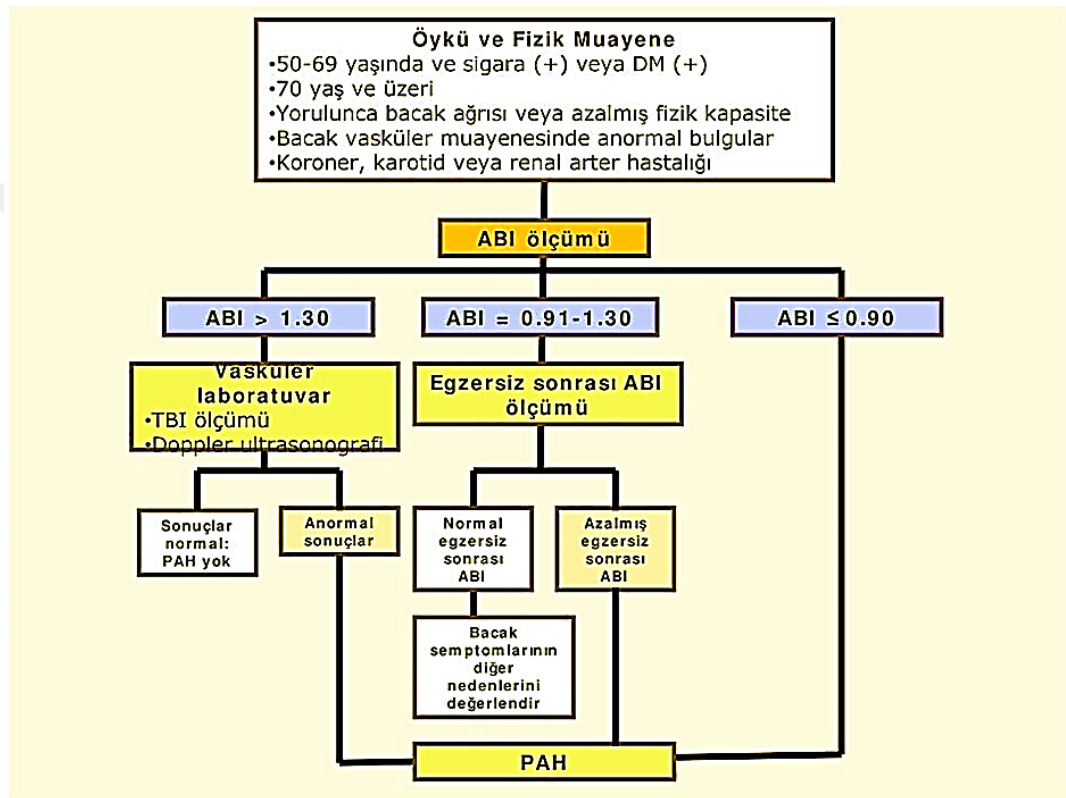 Öykü ve Fizik Muayene
•50-69 yaşında ve sigara (+) veya DM (+)
•70 yaş ve üzeri
•Yorulunca bacak ağrısı veya azalmış fizik kapasite
•Bacak vasküler muayenesinde anormal bulgular
•Koroner, karotid veya renal arter hastalığı
ABI ölçümü
ABI > 1.30
ABI = 0.91-1.30
ABI ≤ 0.90
Vasküler
laboratuvar
•TBI ölçümü
•Doppler ultrasonografi
Egzersiz sonrası ABI
ölçümü
Sonuçlar
normal:
PAH yok
Anormal
sonuçlar
Normal
egzersiz
sonrası
ABI
Azalmış
egzersiz
sonrası
ABI
Bacak
semptomlarının
diğer
nedenlerini
değerlendir
PAH